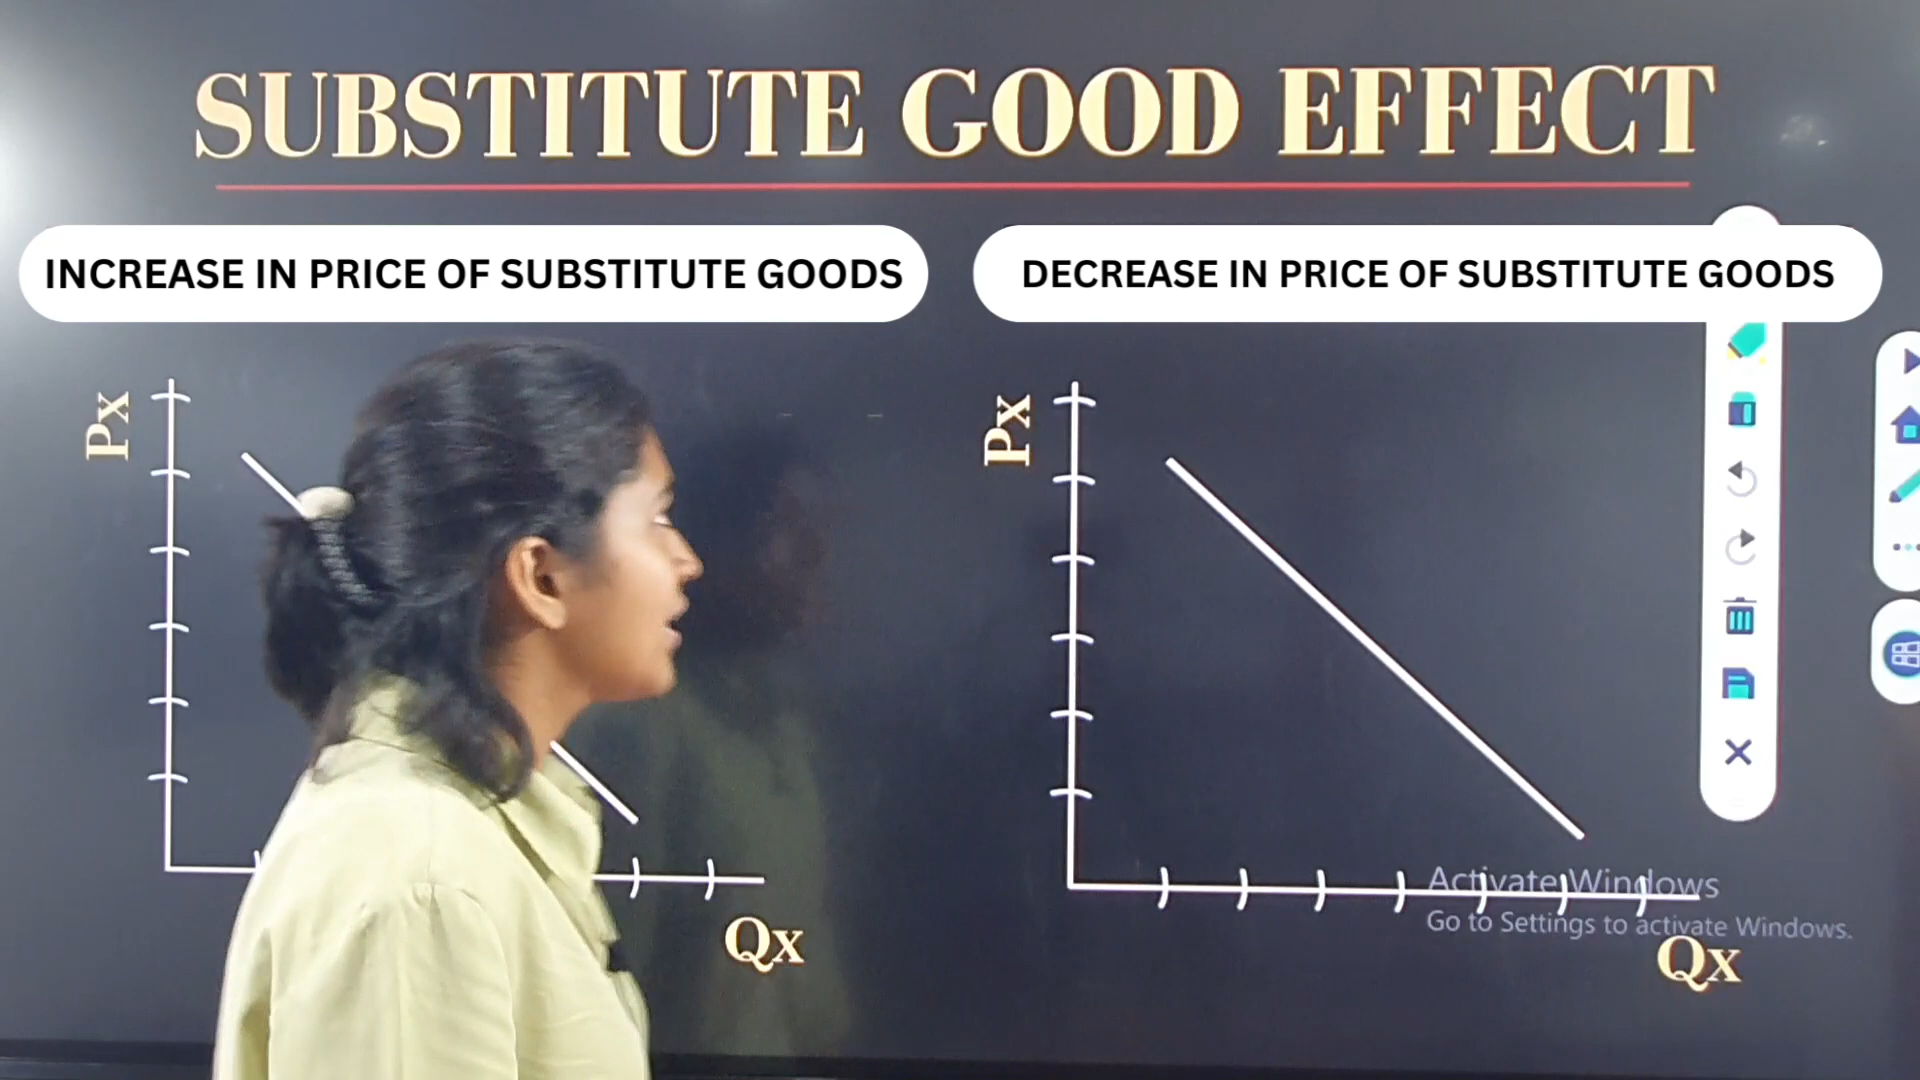 SUBSTITUTE GOOD EFFECT
INCREASE IN PRICE OF SUBSTITUTE GOODS
DECREASE IN PRICE OF SUBSTITUTE GOODS
Px
Qx
Px
Qx
Activate Windows
Go to Settings to activate Windows.